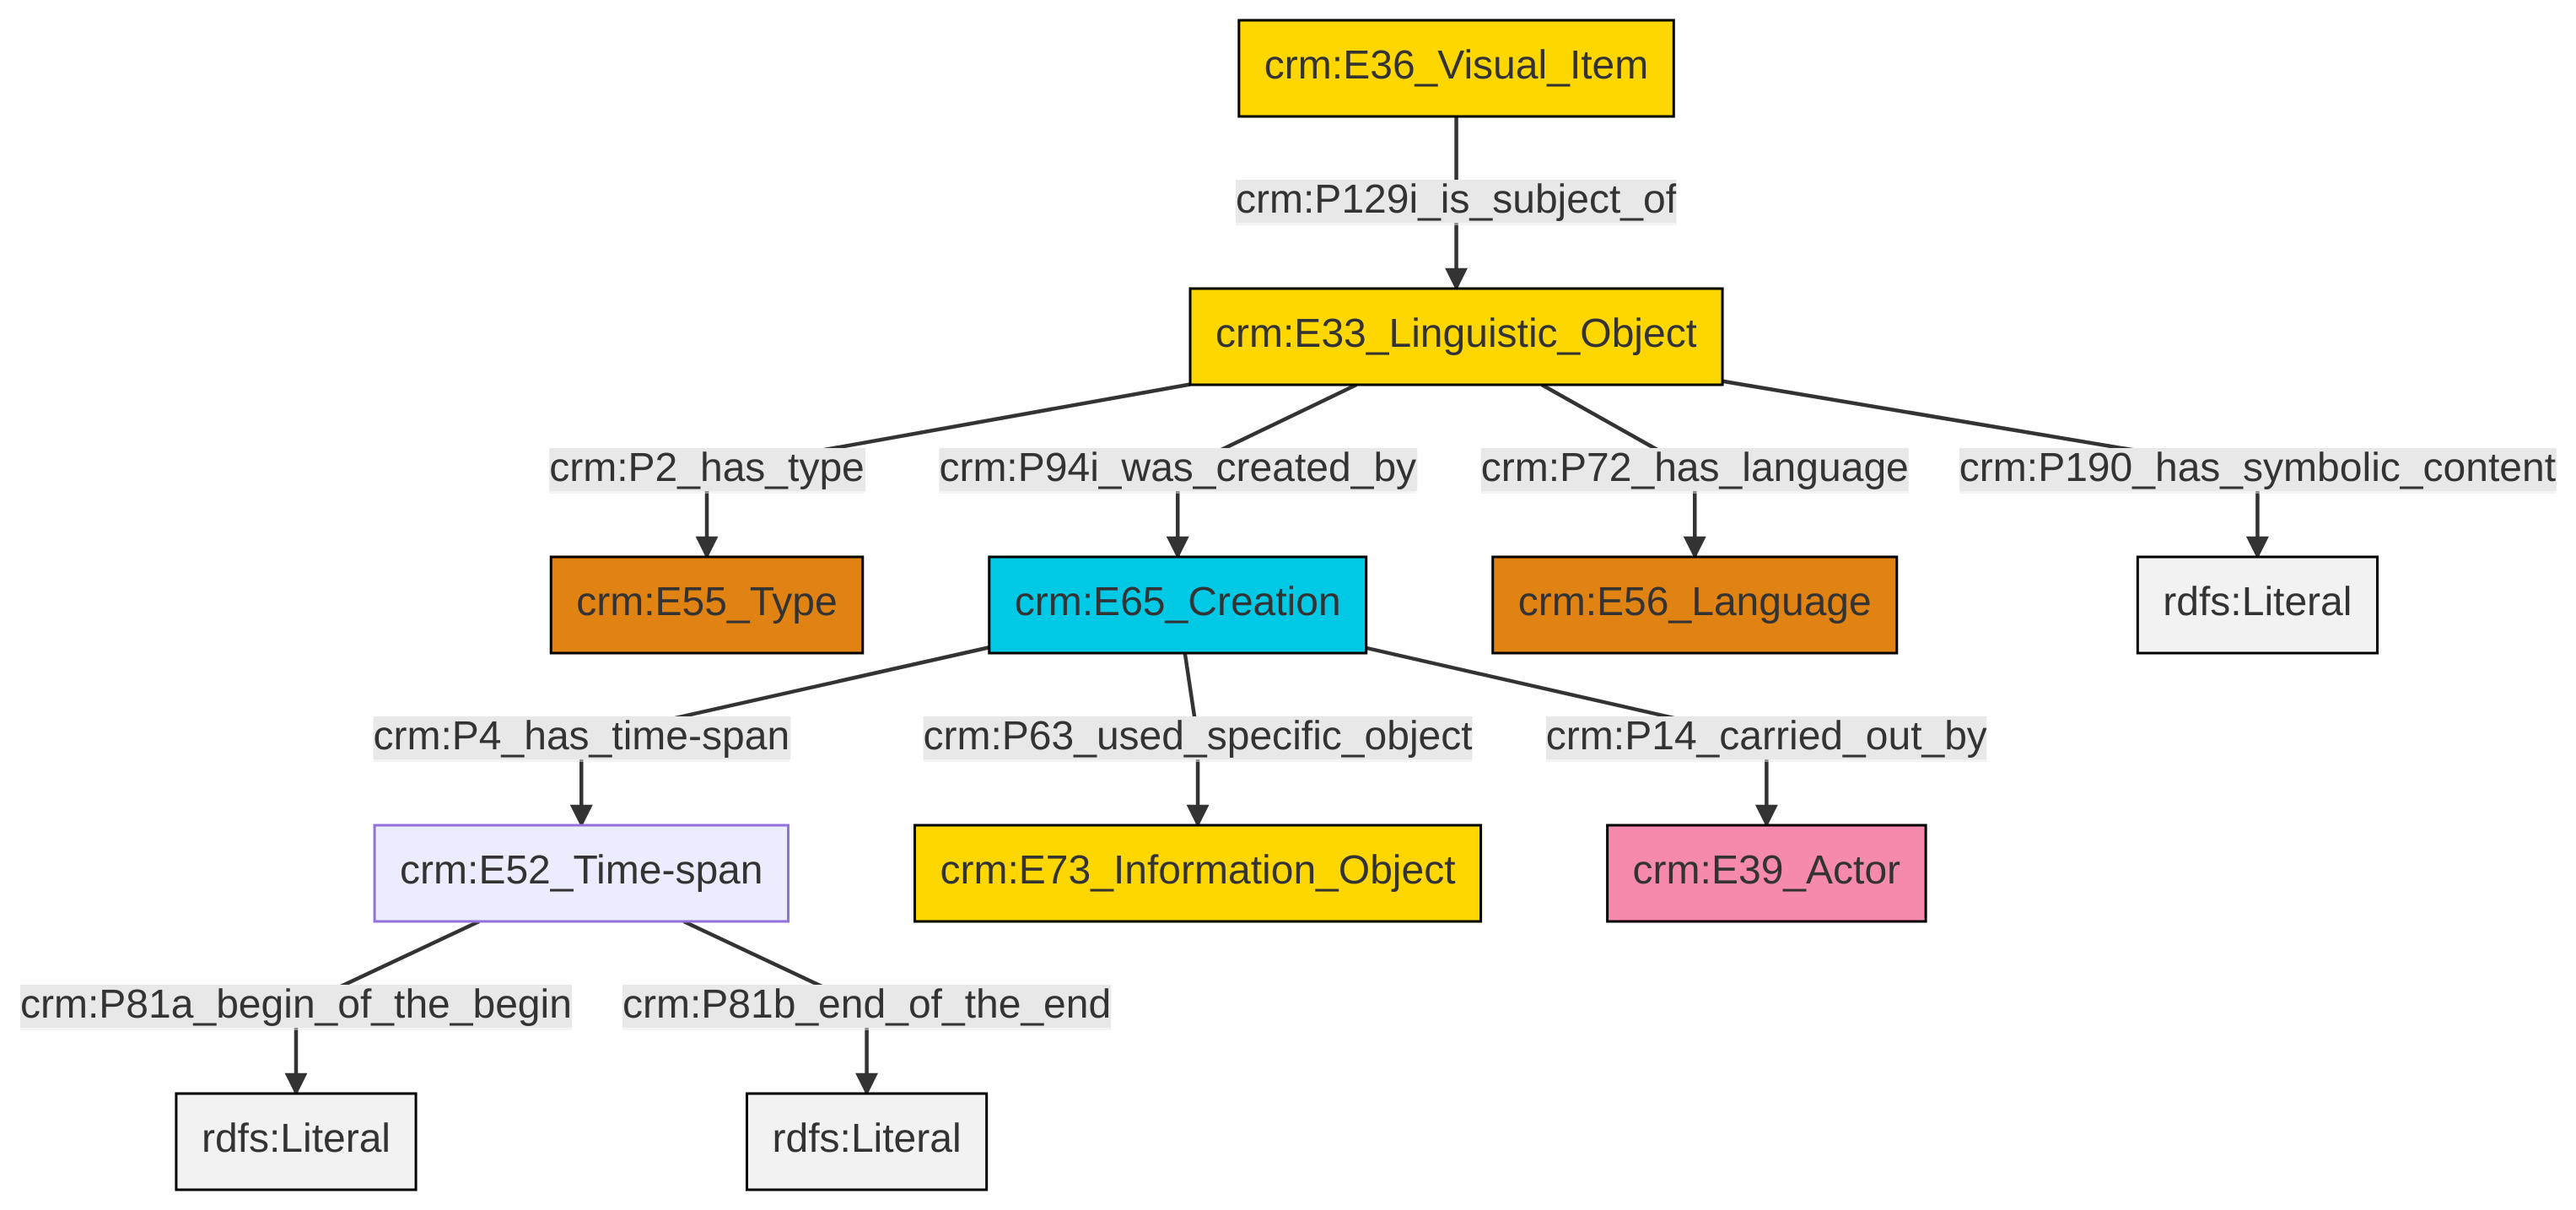 crm:E36_Visual_Item
crm:P129i_is_subject_of
crm:E33_Linguistic_Object
crm:P2_has_type
crm:P94i_was_created_by
crm:P72_has_language
crm:P190_has_symbolic_content
crm:E55_Type
crm:E65_Creation
crm:E56_Language
rdfs:Literal
crm:P4_has_time-span
crm:P63_used_specific_object
crm:P14_carried_out_by
crm:E52_Time-span
crm:E73_Information_Object
crm:E39_Actor
crm:P81a_begin_of_the_begin
crm:P81b_end_of_the_end
rdfs:Literal
rdfs:Literal